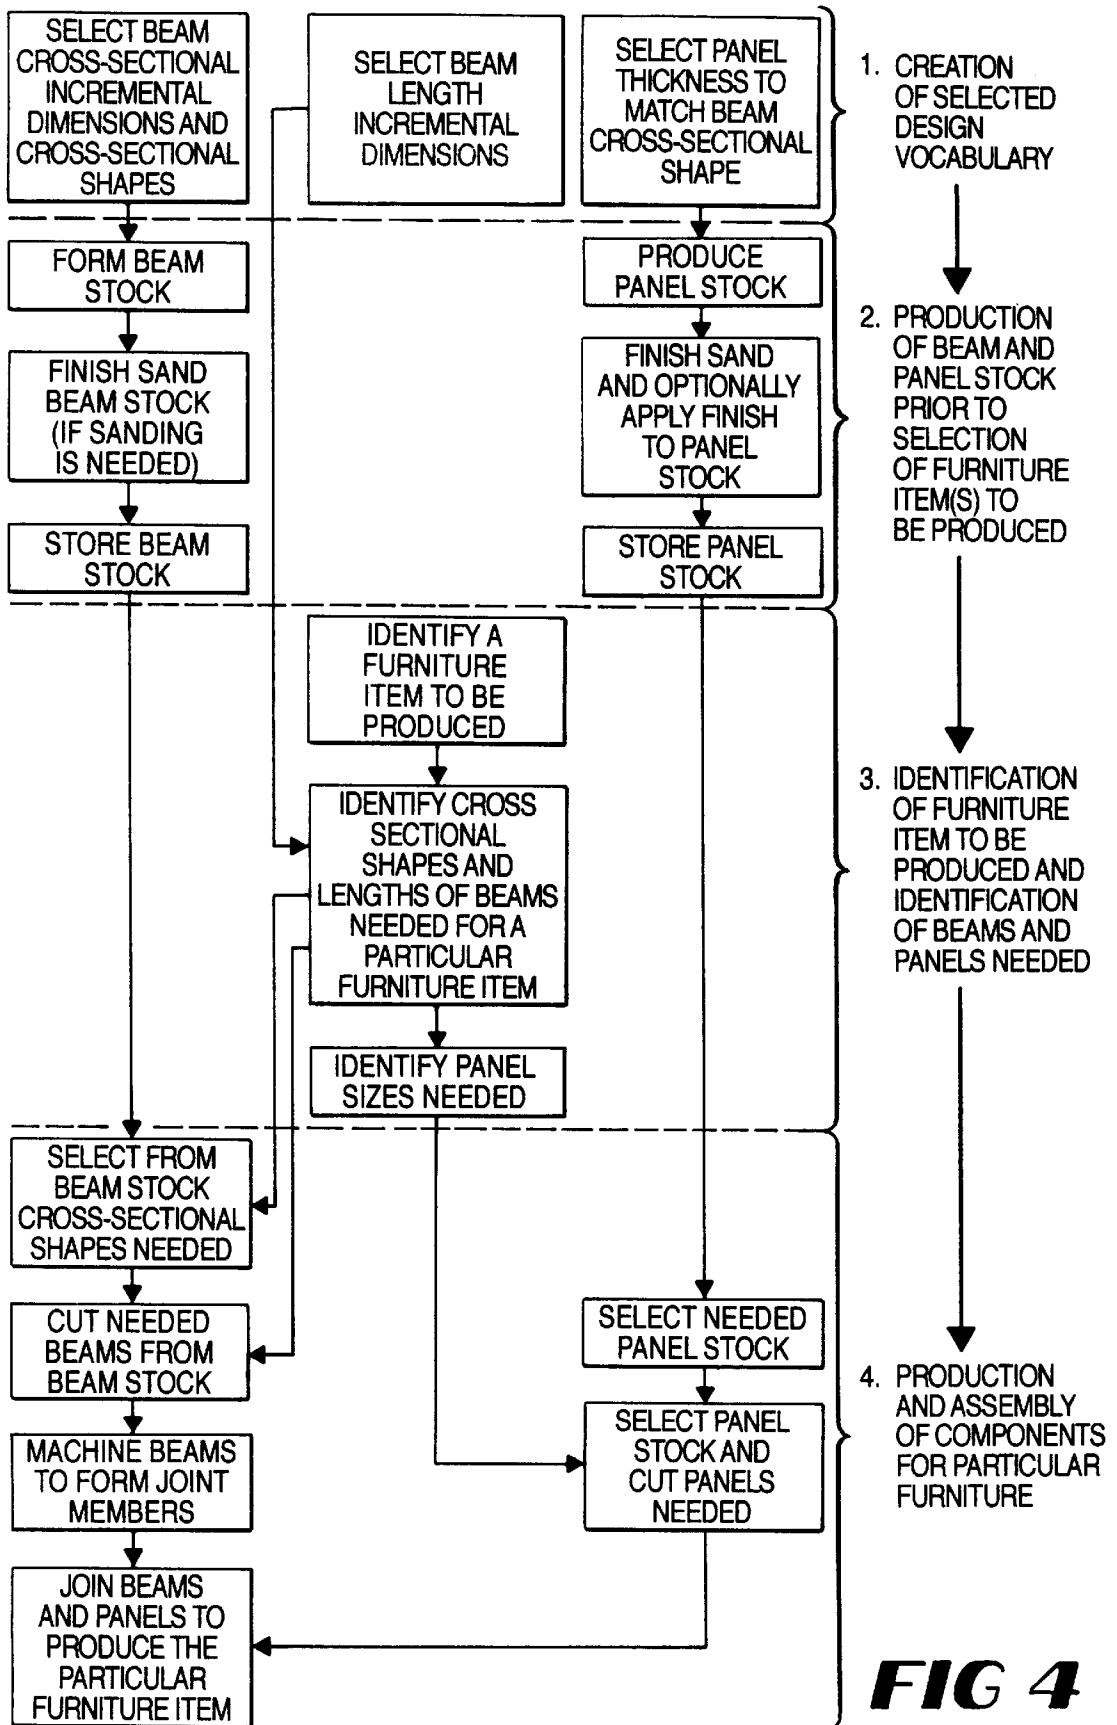 SELECT BEAM
CROSS-SECTIONAL
INCREMENTAL
DIMENSIONS AND
CROSS-SECTIONAL
SHAPES
SELECT BEAM
LENGTH
INCREMENTAL
DIMENSIONS
SELECT PANEL
THICKNESS TO
MATCH BEAM
CROSS-SECTIONAL
SHAPE
1. CREATION
OF SELECTED
DESIGN
VOCABULARY
FORM BEAM
STOCK
FINISH SAND
BEAM STOCK
(IF SANDING
IS NEEDED)
STORE BEAM
STOCK
PRODUCE
PANEL STOCK
FINISH SAND
AND OPTIONALLY
APPLY FINISH
TO PANEL
STOCK
STORE PANEL
STOCK
2. PRODUCTION
OF BEAM AND
PANEL STOCK
PRIOR TO
SELECTION
OF FURNITURE
ITEM(S) TO
BE PRODUCED
IDENTIFY A
FURNITURE
ITEM TO BE
PRODUCED
IDENTIFY CROSS
SECTIONAL
SHAPES AND
LENGTHS OF BEAMS
NEEDED FOR A
PARTICULAR
FURNITURE ITEM
IDENTIFY PANEL
SIZES NEEDED
3. IDENTIFICATION
OF FURNITURE
ITEM TO BE
PRODUCED AND
IDENTIFICATION
OF BEAMS AND
PANELS NEEDED
SELECT FROM
BEAM STOCK
CROSS-SECTIONAL
SHAPES NEEDED
CUT NEEDED
BEAMS FROM
BEAM STOCK
MACHINE BEAMS
TO FORM JOINT
MEMBERS
JOIN BEAMS
AND PANELS TO
PRODUCE THE
PARTICULAR
FURNITURE ITEM
SELECT NEEDED
PANEL STOCK
SELECT PANEL
STOCK AND
CUT PANELS
NEEDED
4. PRODUCTION
AND ASSEMBLY
OF COMPONENTS
FOR PARTICULAR
FURNITURE
FIG 4